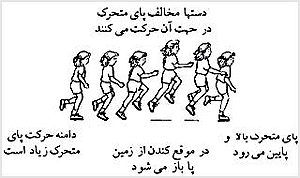 دستها مخالف پای متحرک
در جهت آن حرکت می کنند
پای متحرک بالا و
پایین می رود
در موقع کندن از زمین
پا باز می شود
دامنه حرکت پای
متحرک زیاد است